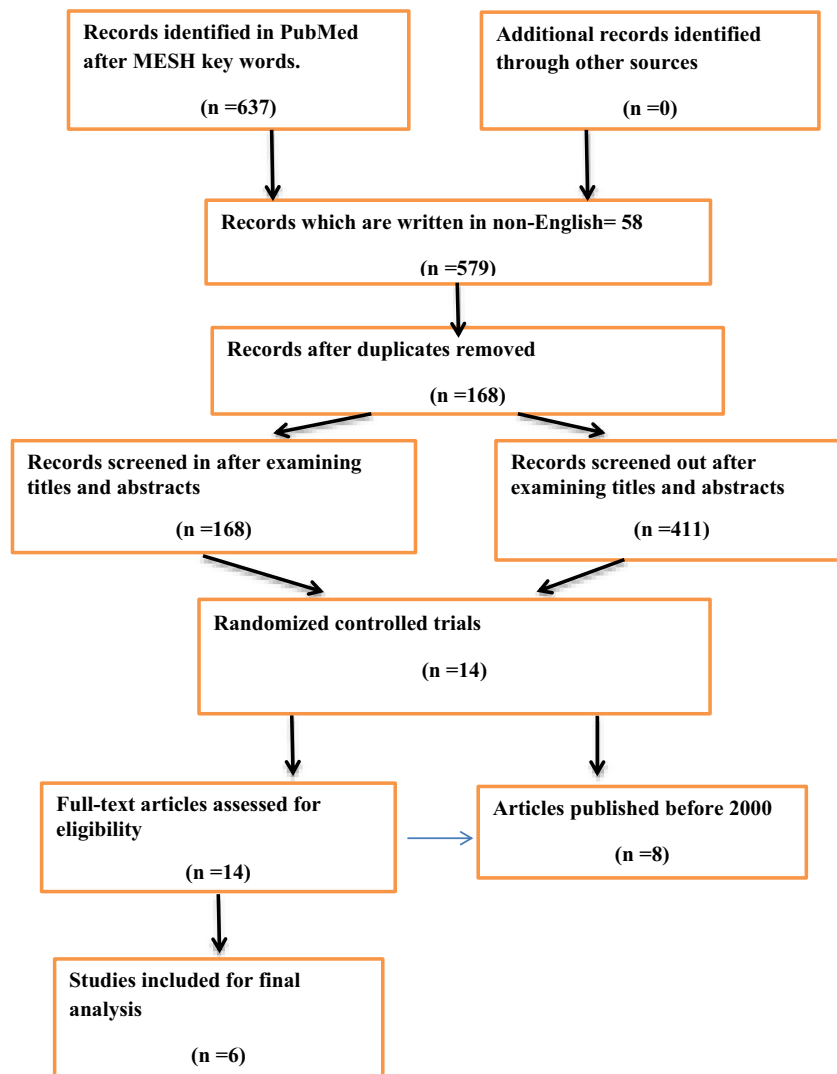 Records identified in PubMed
after MESH key words.
(n =637)
Additional records identified
through other sources
(n =0)
Records which are written in non-English= 58
(n =579)
Records after duplicates removed
(n =168)
Records screened in after examining
titles and abstracts
(n =168)
Records screened out after
examining titles and abstracts
(n =411)
Randomized controlled trials
(n =14)
Full-text articles assessed for
eligibility
(n =14)
Articles published before 2000
(n =8)
Studies included for final
analysis
(n =6)